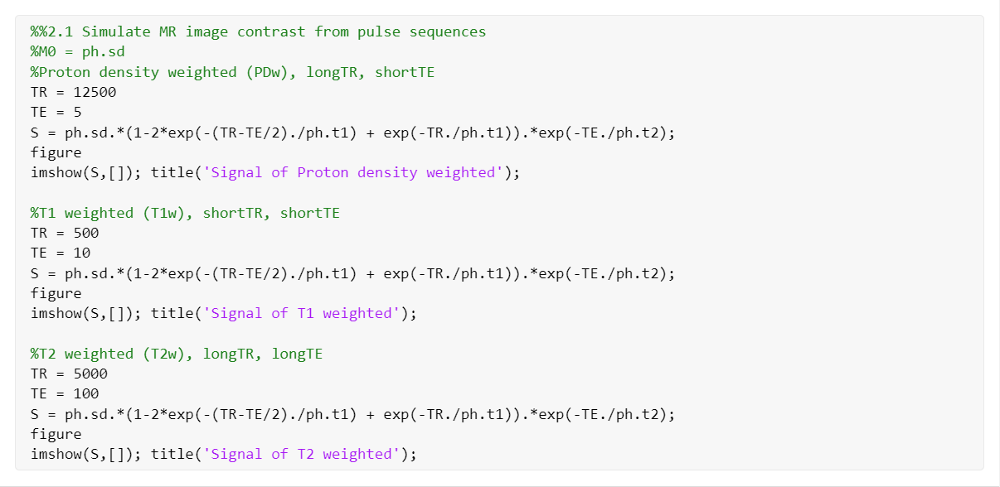 %%2.1 Simulate MR image contrast from pulse sequences
%M0 = ph.sd
%Proton density weighted (PDw), longTR, shortTE
TR = 12500
TE = 5
S = ph.sd.*(1-2*exp(-(TR-TE/2)./ph.t1) + exp(-TR./ph.t1)).*exp(-TE./ph.t2);
figure
imshow(S,[]); title('Signal of Proton density weighted');
%T1 weighted (T1w), shortTR, shortTE
TR = 500
TE = 10
S = ph.sd.*(1-2*exp(-(TR-TE/2)./ph.t1) + exp(-TR./ph.t1)).*exp(-TE./ph.t2);
figure
imshow(S,[]); title('Signal of T1 weighted');
%T2 weighted (T2w), longTR, longTE
TR = 5000
TE = 100
S = ph.sd.*(1-2*exp(-(TR-TE/2)./ph.t1) + exp(-TR./ph.t1)).*exp(-TE./ph.t2);
figure
imshow(S,[]); title('Signal of T2 weighted');